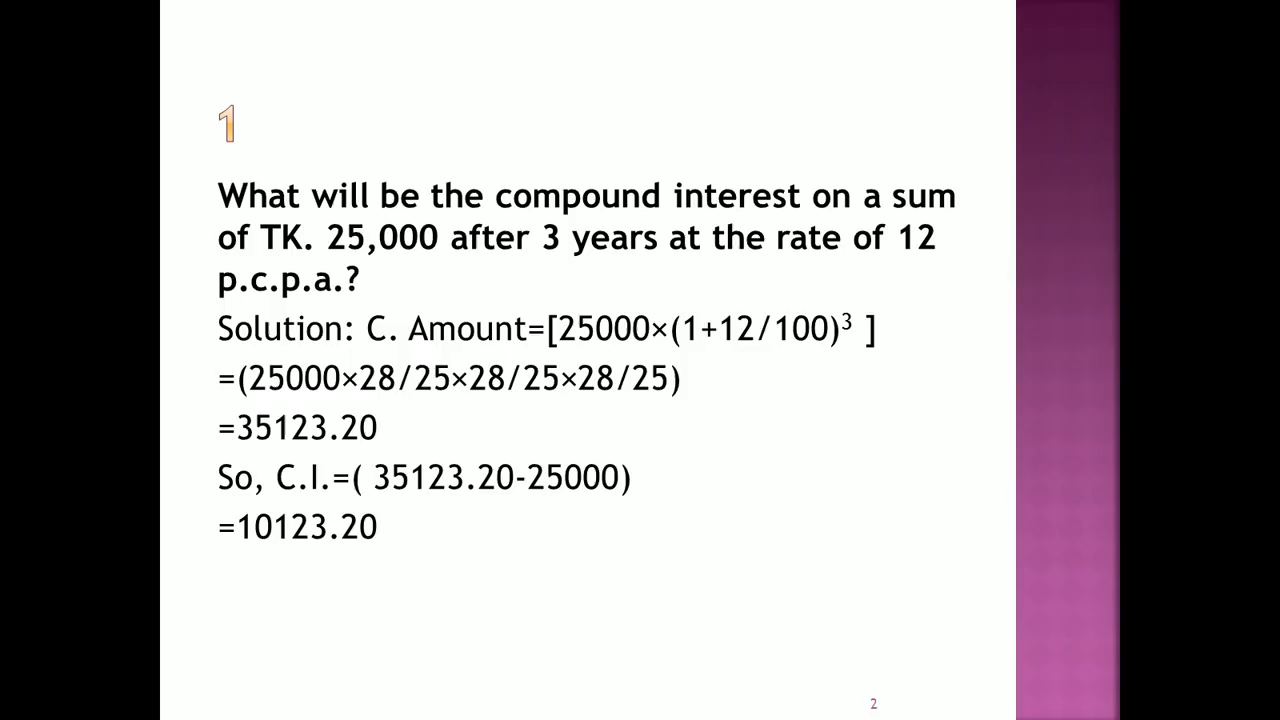 1
What will be the compound interest on a sum
of TK. 25,000 after 3 years at the rate of 12
p.c.p.a.?
Solution: C. Amount=[25000×(1+12/100)³ ]
=(25000×28/25×28/25×28/25)
=35123.20
So, C.I.=( 35123.20-25000)
=10123.20
2